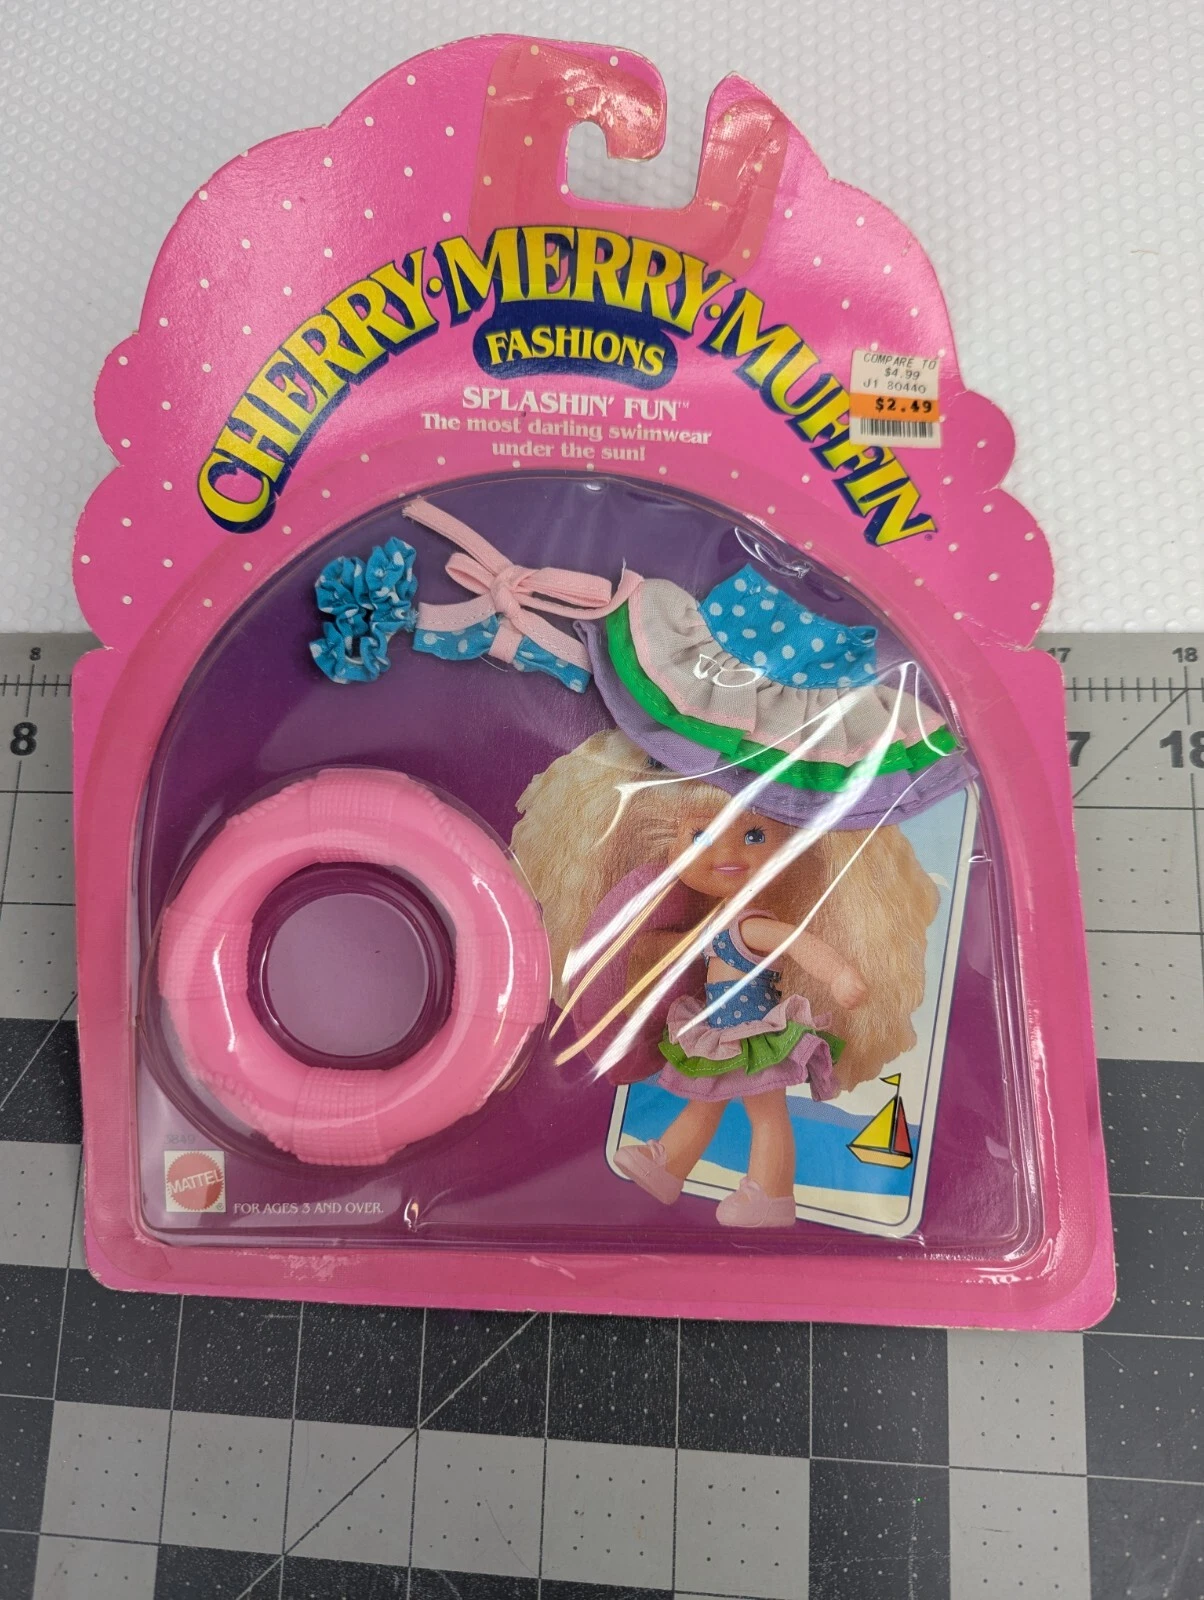 CHERRY·MERRY·MUFFIN®
FASHIONS
SPLASHIN' FUN™
The most darling swimwear
under the sun!
COMPARE TO
$4.99
J1 80440
$2.49
MATTEL®
FOR AGES 3 AND OVER.
8
8
17
18
7
18